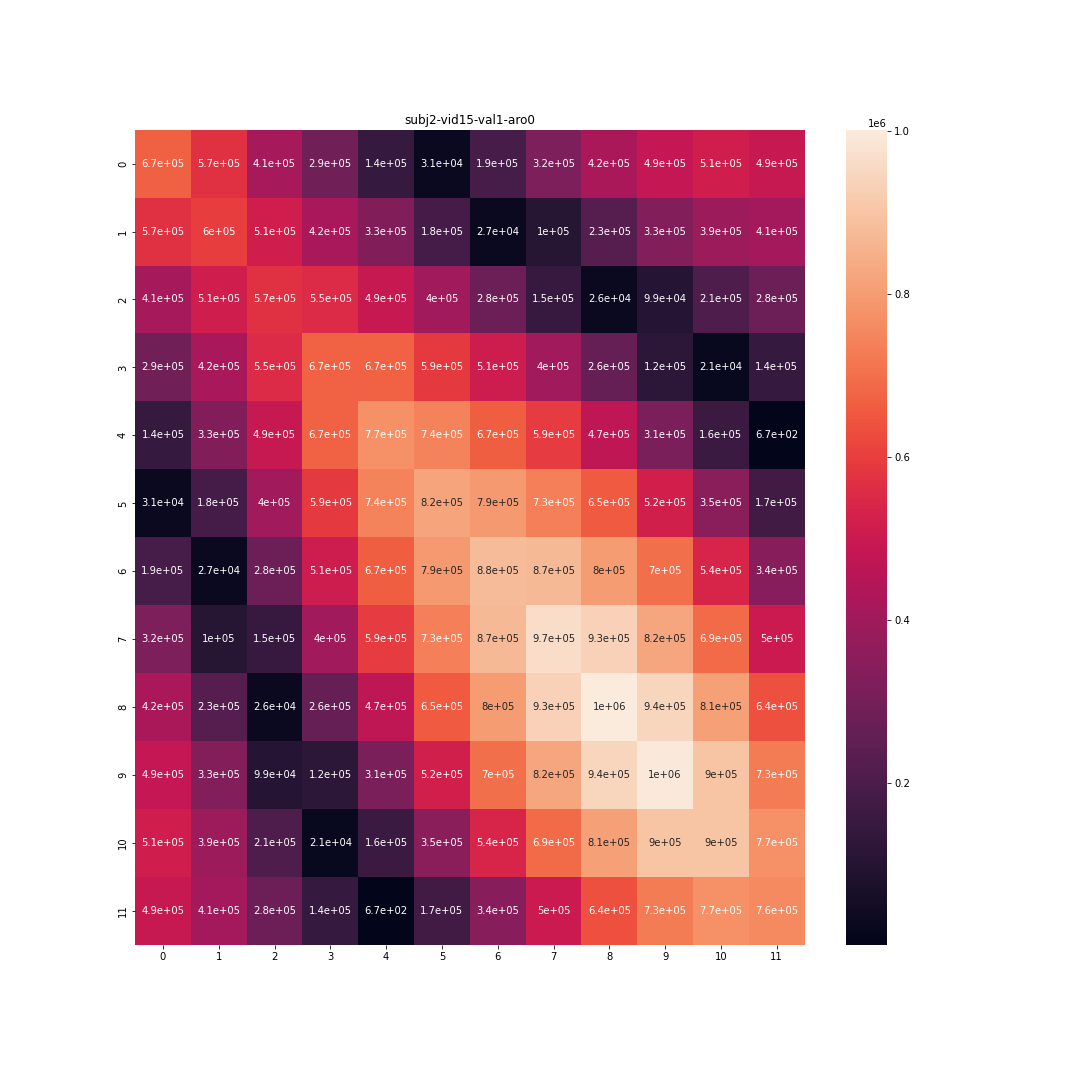 subj2-vid15-val1-aro0
1e6
0 6.7e+05 5.7e+05 4.1e+05 2.9e+05 1.4e+05 3.1e+04 1.9e+05 3.2e+05 4.2e+05 4.9e+05 5.1e+05 4.9e+05 1.0
1 5.7e+05 6e+05 5.1e+05 4.2e+05 3.3e+05 1.8e+05 2.7e+04 1e+05 2.3e+05 3.3e+05 3.9e+05 4.1e+05
2 4.1e+05 5.1e+05 5.7e+05 5.5e+05 4.9e+05 4e+05 2.8e+05 1.5e+05 2.6e+04 9.9e+04 2.1e+05 2.8e+05 0.8
3 2.9e+05 4.2e+05 5.5e+05 6.7e+05 6.7e+05 5.9e+05 5.1e+05 4e+05 2.6e+05 1.2e+05 2.1e+04 1.4e+05
4 1.4e+05 3.3e+05 4.9e+05 6.7e+05 7.7e+05 7.4e+05 6.7e+05 5.9e+05 4.7e+05 3.1e+05 1.6e+05 6.7e+02 0.6
5 3.1e+04 1.8e+05 4e+05 5.9e+05 7.4e+05 8.2e+05 7.9e+05 7.3e+05 6.5e+05 5.2e+05 3.5e+05 1.7e+05
6 1.9e+05 2.7e+04 2.8e+05 5.1e+05 6.7e+05 7.9e+05 8.8e+05 8.7e+05 8e+05 7e+05 5.4e+05 3.4e+05
7 3.2e+05 1e+05 1.5e+05 4e+05 5.9e+05 7.3e+05 8.7e+05 9.7e+05 9.3e+05 8.2e+05 6.9e+05 5e+05 0.4
8 4.2e+05 2.3e+05 2.6e+04 2.6e+05 4.7e+05 6.5e+05 8e+05 9.3e+05 1e+06 9.4e+05 8.1e+05 6.4e+05
9 4.9e+05 3.3e+05 9.9e+04 1.2e+05 3.1e+05 5.2e+05 7e+05 8.2e+05 9.4e+05 1e+06 9e+05 7.3e+05 0.2
10 5.1e+05 3.9e+05 2.1e+05 2.1e+04 1.6e+05 3.5e+05 5.4e+05 6.9e+05 8.1e+05 9e+05 9e+05 7.7e+05
11 4.9e+05 4.1e+05 2.8e+05 1.4e+05 6.7e+02 1.7e+05 3.4e+05 5e+05 6.4e+05 7.3e+05 7.7e+05 7.6e+05
0 1 2 3 4 5 6 7 8 9 10 11